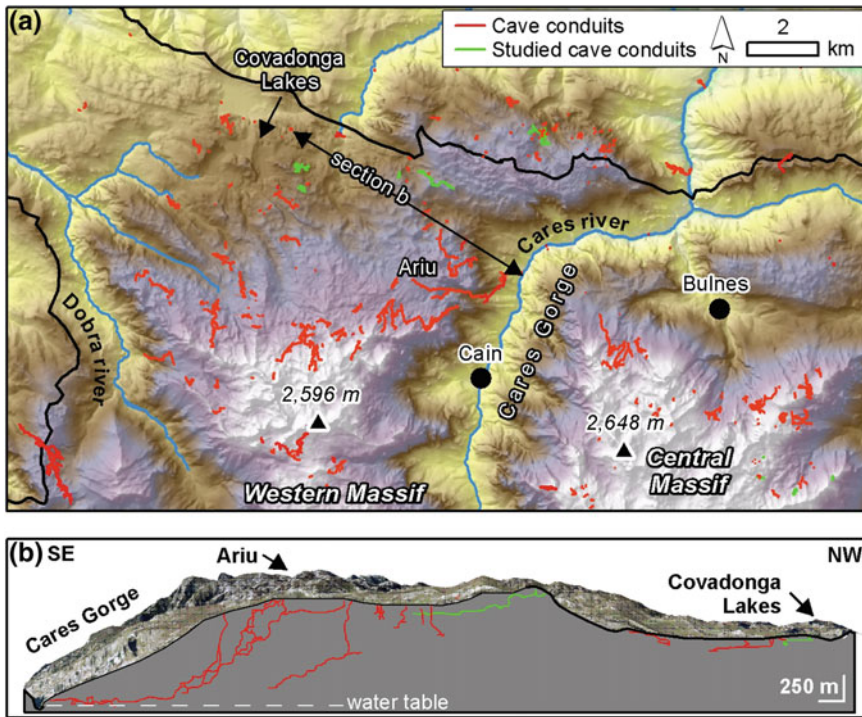 (a)
Cave conduits
Studied cave conduits
N
2
km
Covadonga
Lakes
section b
Cares river
Ariu
Bulnes
Cares Gorge
Dobra river
Cain
2,596 m
2,648 m
Western Massif
Central
Massif
(b) SE
Ariu
NW
Cares Gorge
Covadonga
Lakes
water table
250 m